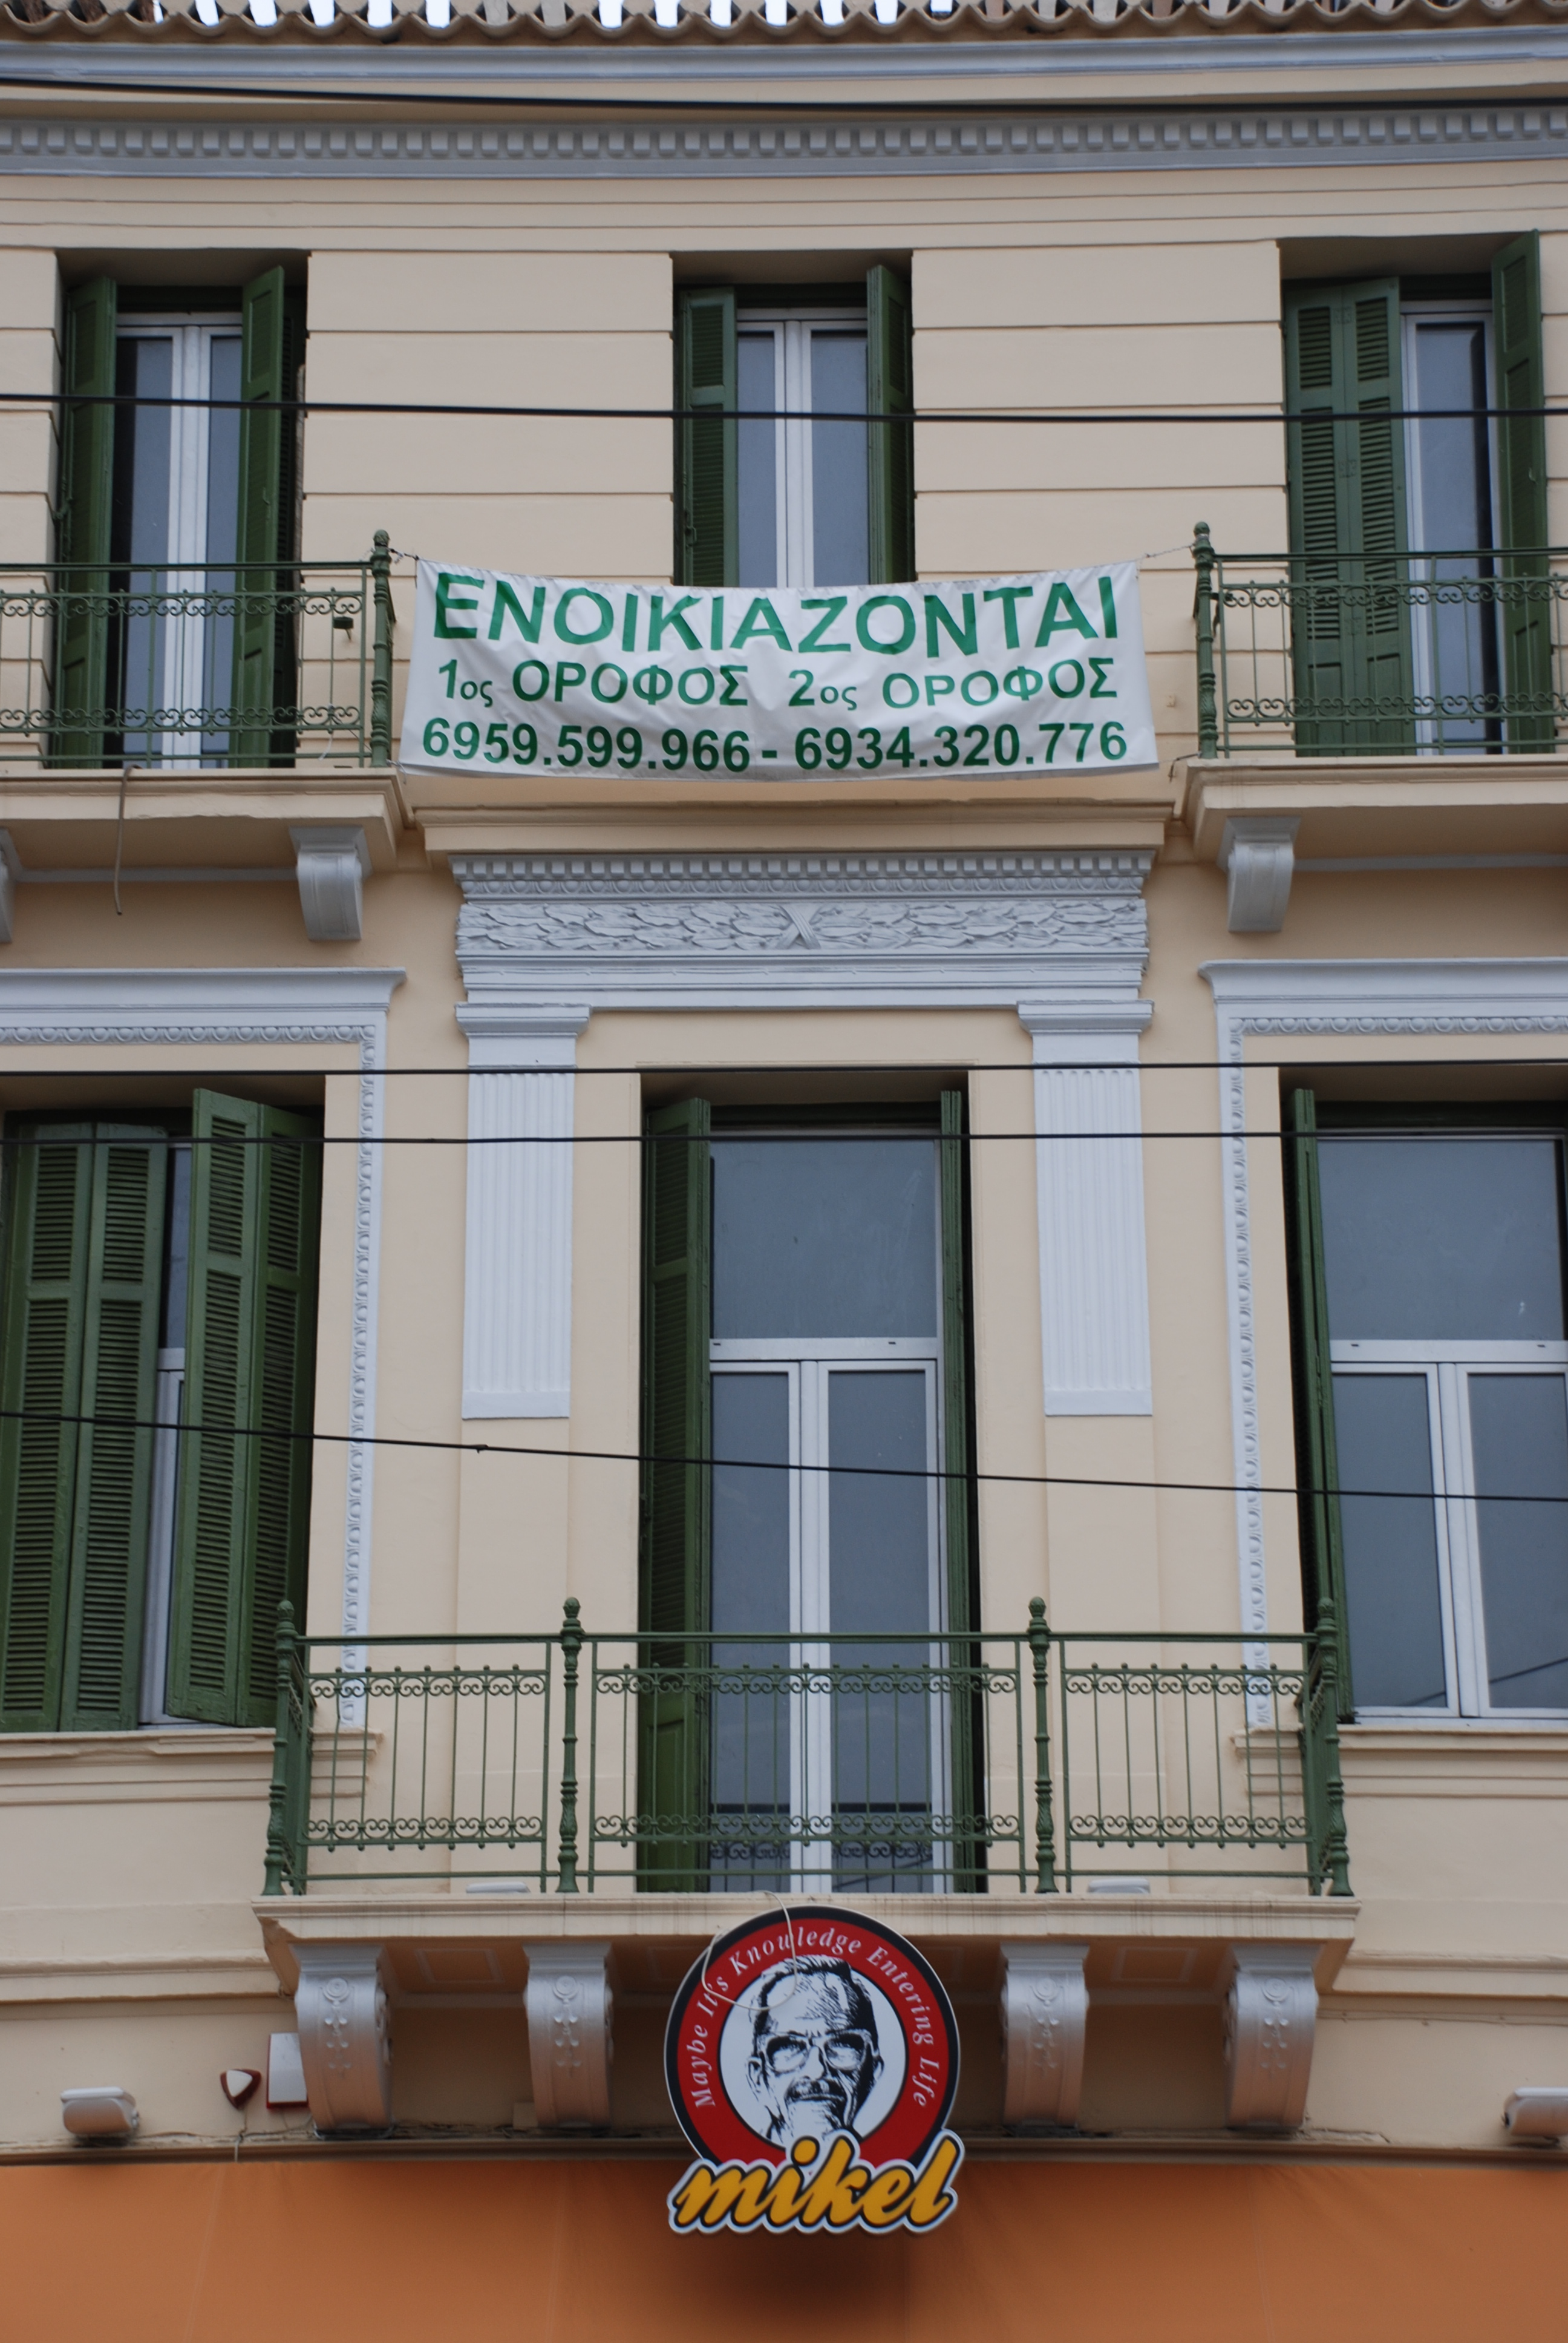 ΕΝΟΙΚΙΑΖΟΝΤΑΙ
1ος ΟΡΟΦΟΣ 2ος ΟΡΟΦΟΣ
6959.599.966 - 6934.320.776
Maybe It's Knowledge Entering Life
mikel